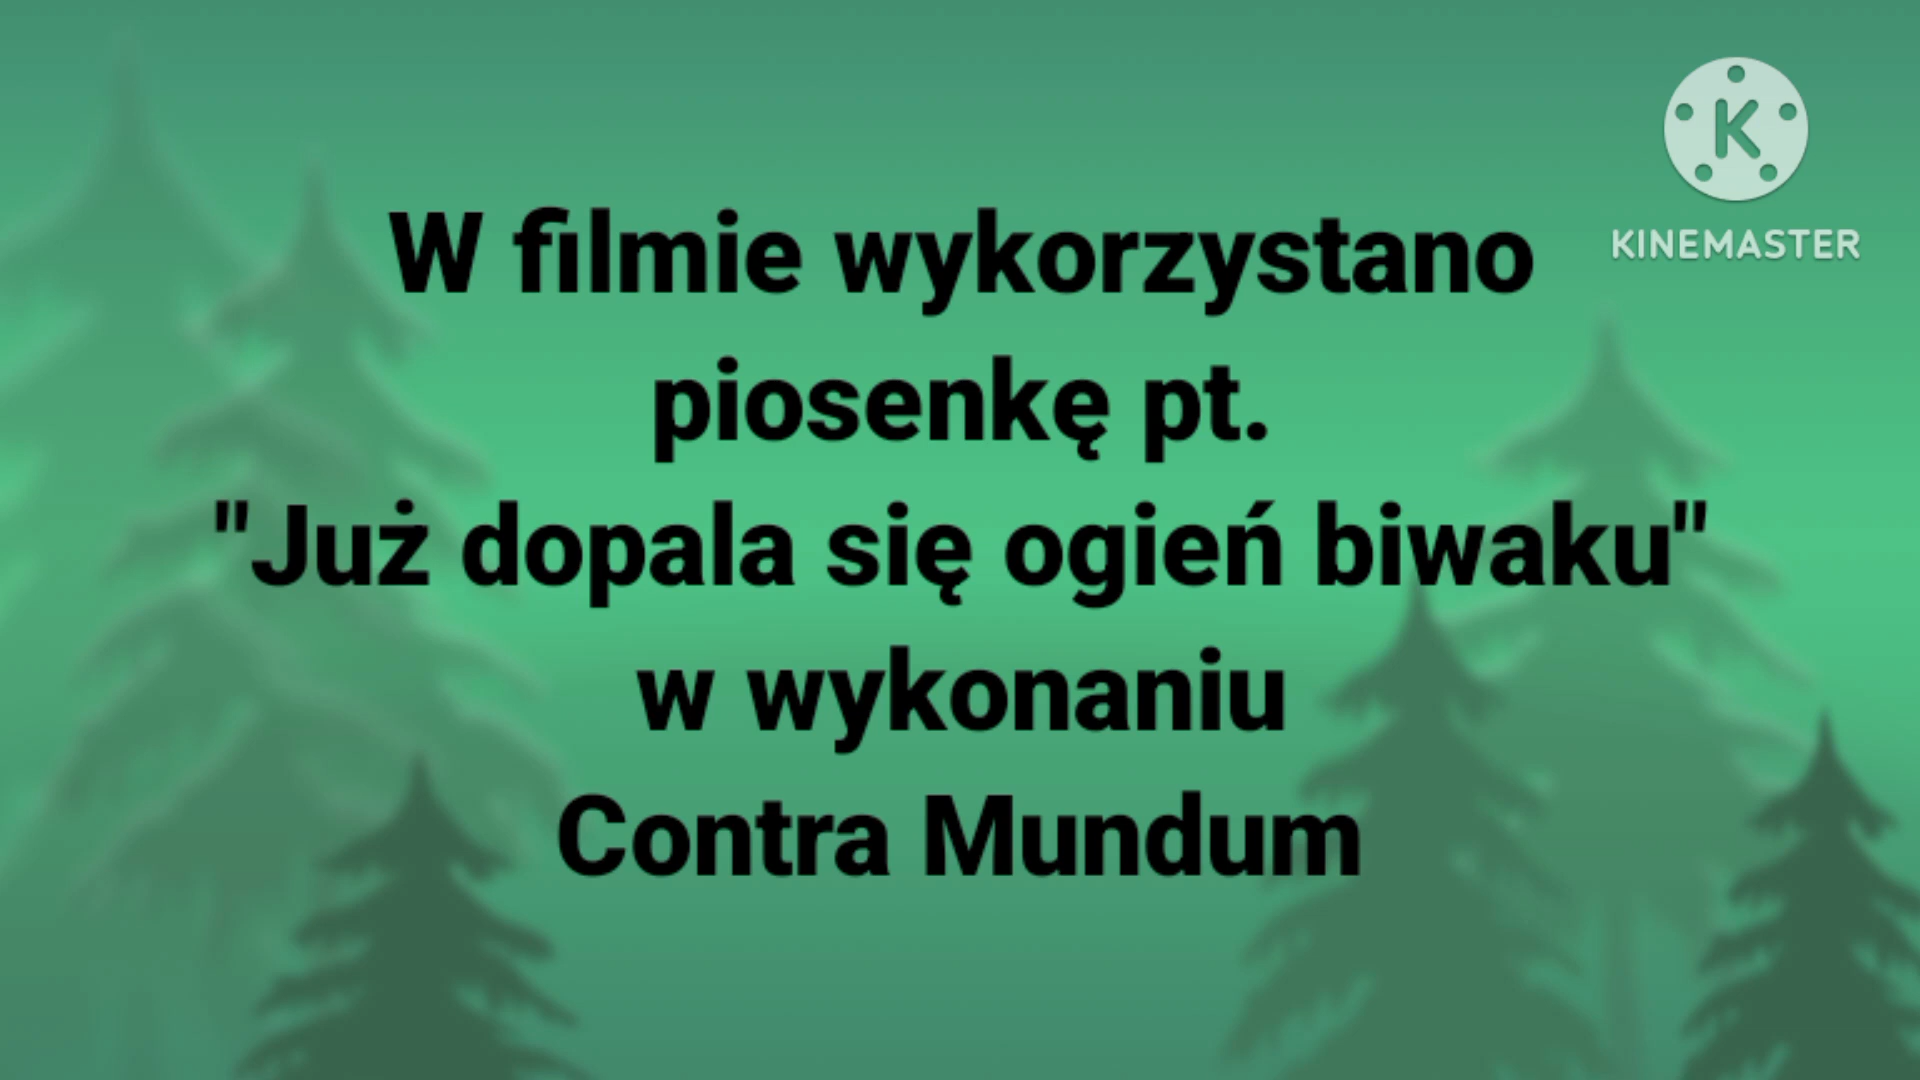 KINEMASTER
W filmie wykorzystano
piosenkę pt.
"Już dopala się ogień biwaku"
w wykonaniu
Contra Mundum